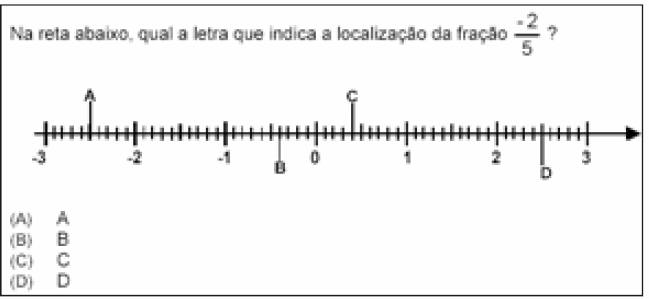 Na reta abaixo, qual a letra que indica a localização da fração -2/5 ?
A C
-3 -2 -1 0 1 2 3
B D
(A) A
(B) B
(C) C
(D) D